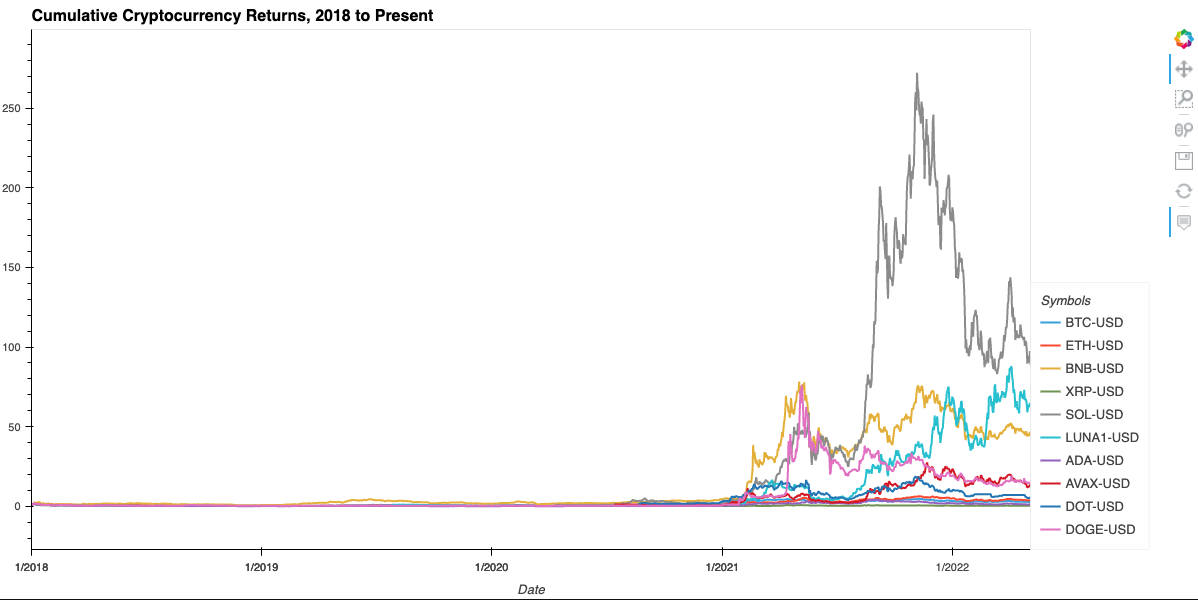 Cumulative Cryptocurrency Returns, 2018 to Present
250
200
150
100
50
0
1/2018
1/2019
1/2020
1/2021
1/2022
Date
Symbols
BTC-USD
ETH-USD
BNB-USD
XRP-USD
SOL-USD
LUNA1-USD
ADA-USD
AVAX-USD
DOT-USD
DOGE-USD